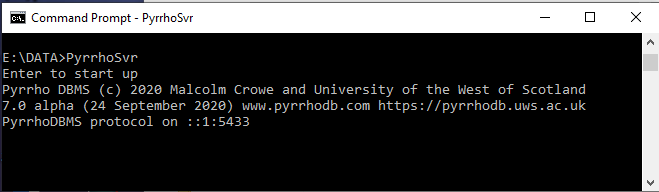 Command Prompt - PyrrhoSvr
E:\DATA>PyrrhoSvr
Enter to start up
Pyrrho DBMS (c) 2020 Malcolm Crowe and University of the West of Scotland
7.0 alpha (24 September 2020) www.pyrrhodb.com https://pyrrhodb.uws.ac.uk
PyrrhoDBMS protocol on ::1:5433